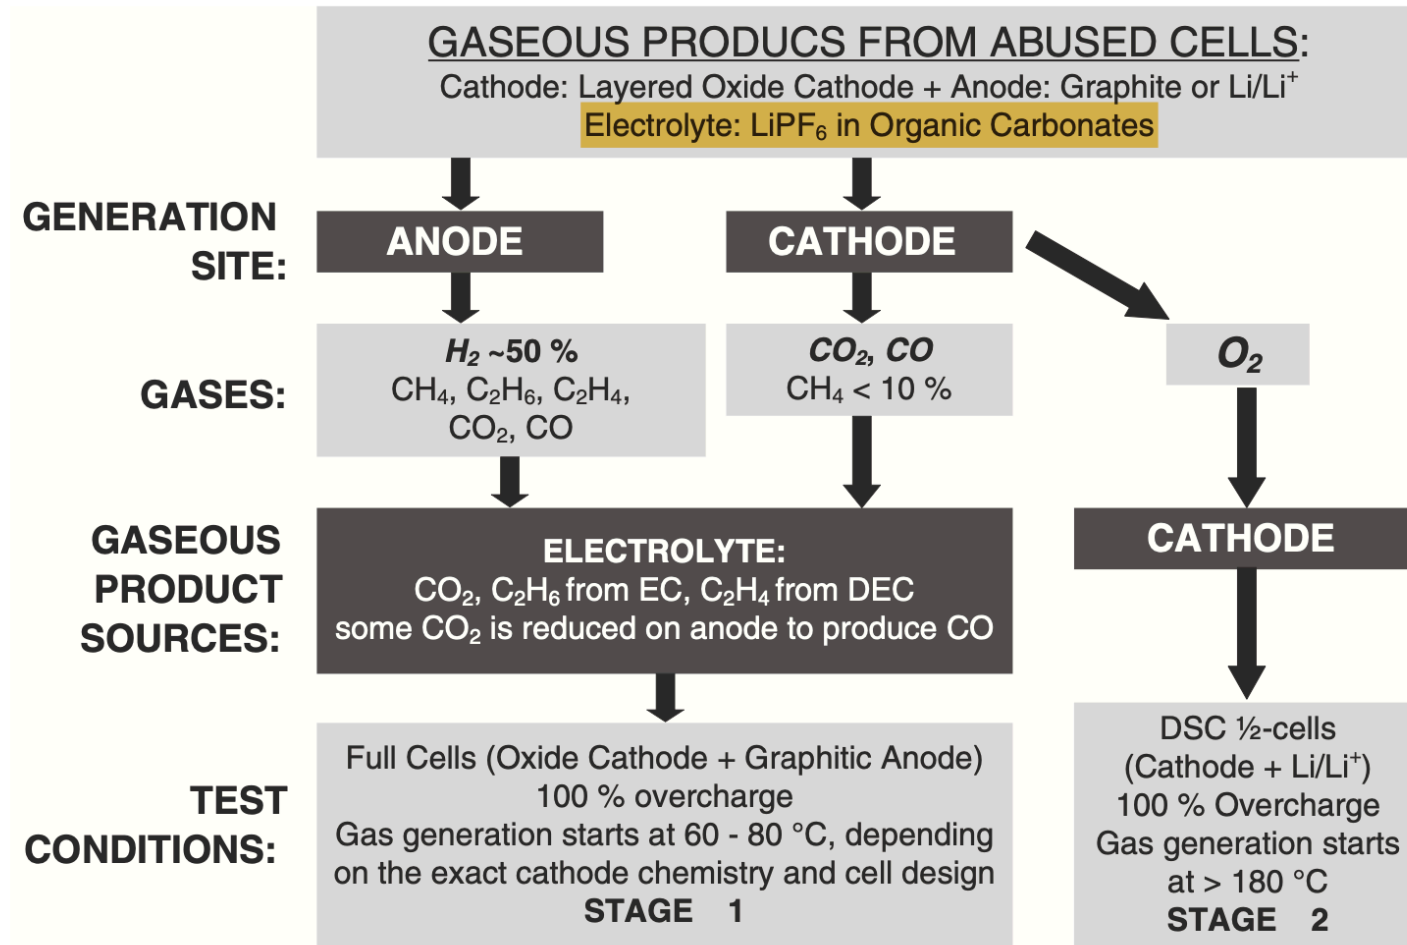 GASEOUS PRODUCS FROM ABUSED CELLS:
Cathode: Layered Oxide Cathode + Anode: Graphite or Li/Li⁺
Electrolyte: LiPF₆ in Organic Carbonates
GENERATION
SITE:
ANODE
CATHODE
GASES:
H₂ ~50 %
CH₄, C₂H₆, C₂H₄,
CO₂, CO
CO₂, CO
CH₄ < 10 %
O₂
GASEOUS
PRODUCT
SOURCES:
ELECTROLYTE:
CO₂, C₂H₆ from EC, C₂H₄ from DEC
some CO₂ is reduced on anode to produce CO
CATHODE
TEST
CONDITIONS:
Full Cells (Oxide Cathode + Graphitic Anode)
100 % overcharge
Gas generation starts at 60 - 80 °C, depending
on the exact cathode chemistry and cell design
STAGE 1
DSC ½-cells
(Cathode + Li/Li⁺)
100 % Overcharge
Gas generation starts
at > 180 °C
STAGE 2